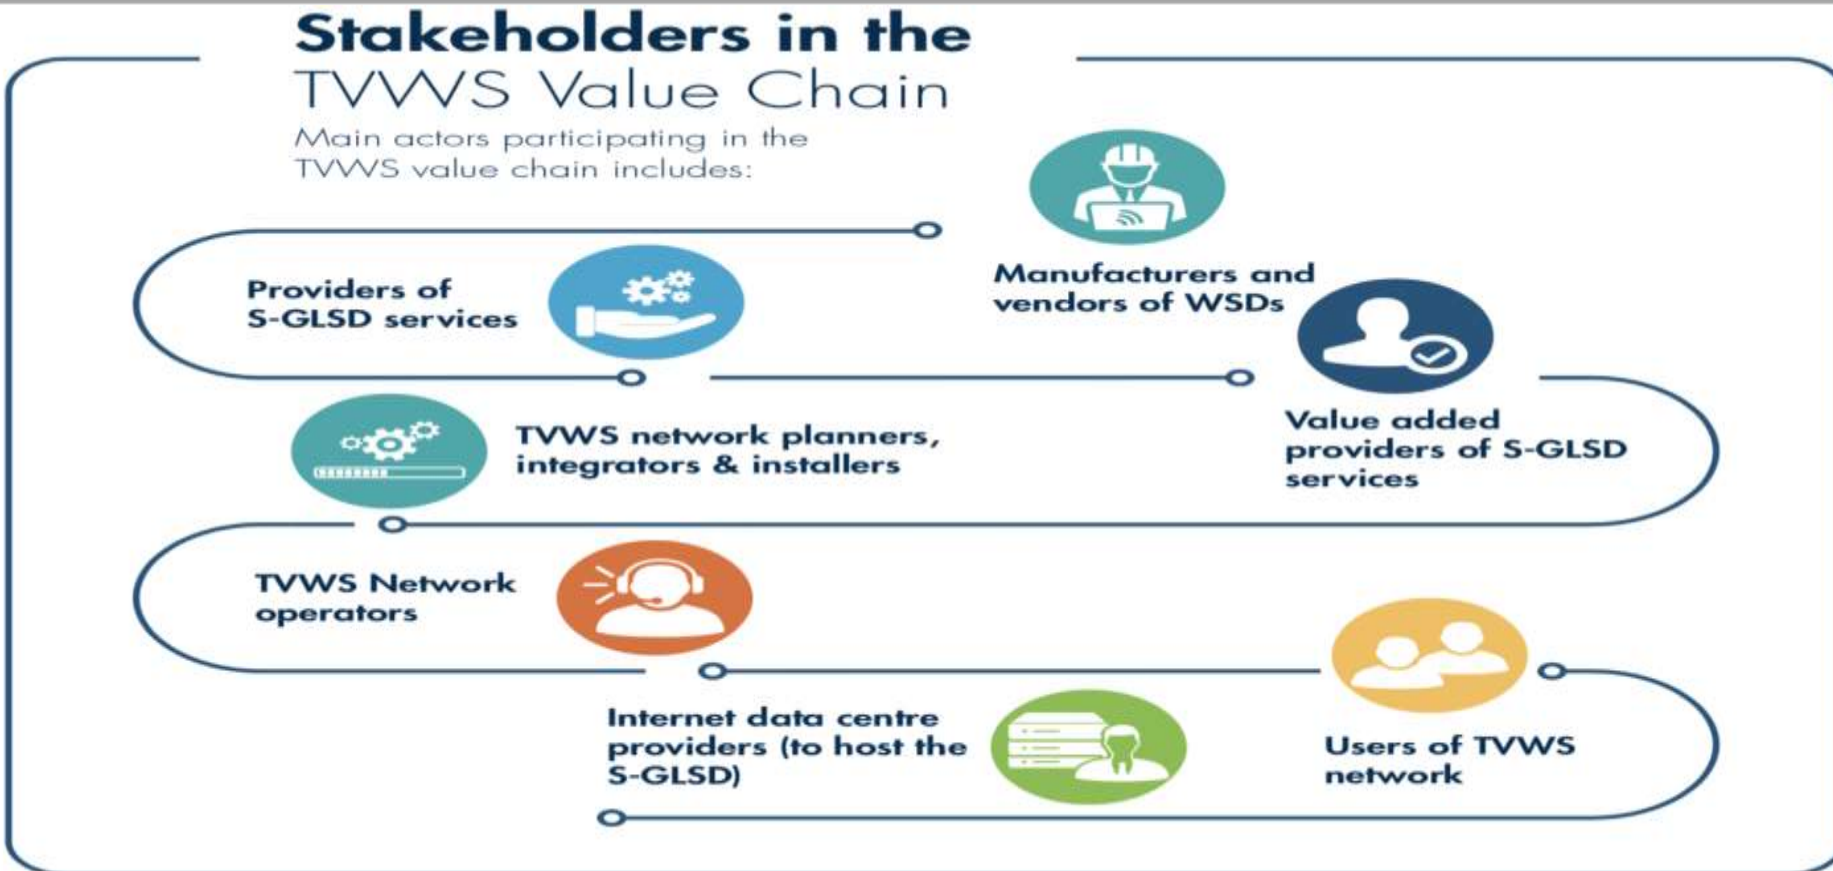 Stakeholders in the
TVWS Value Chain
Main actors participating in the
TVWS value chain includes:
Manufacturers and
vendors of WSDs
Providers of
S-GLSD services
Value added
providers of S-GLSD
services
TVWS network planners,
integrators & installers
TVWS Network
operators
Users of TVWS
network
Internet data centre
providers (to host the
S-GLSD)